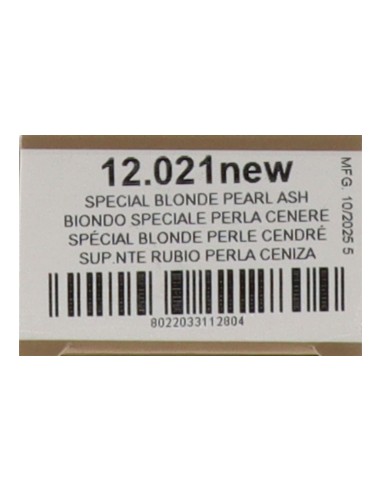 12.021new
SPECIAL BLONDE PEARL ASH
BIONDO SPECIALE PERLA CENERE
SPÉCIAL BLONDE PERLE CENDRÉ
SUP.NTE RUBIO PERLA CENIZA
8022033112804
MFG. 10/2025 5